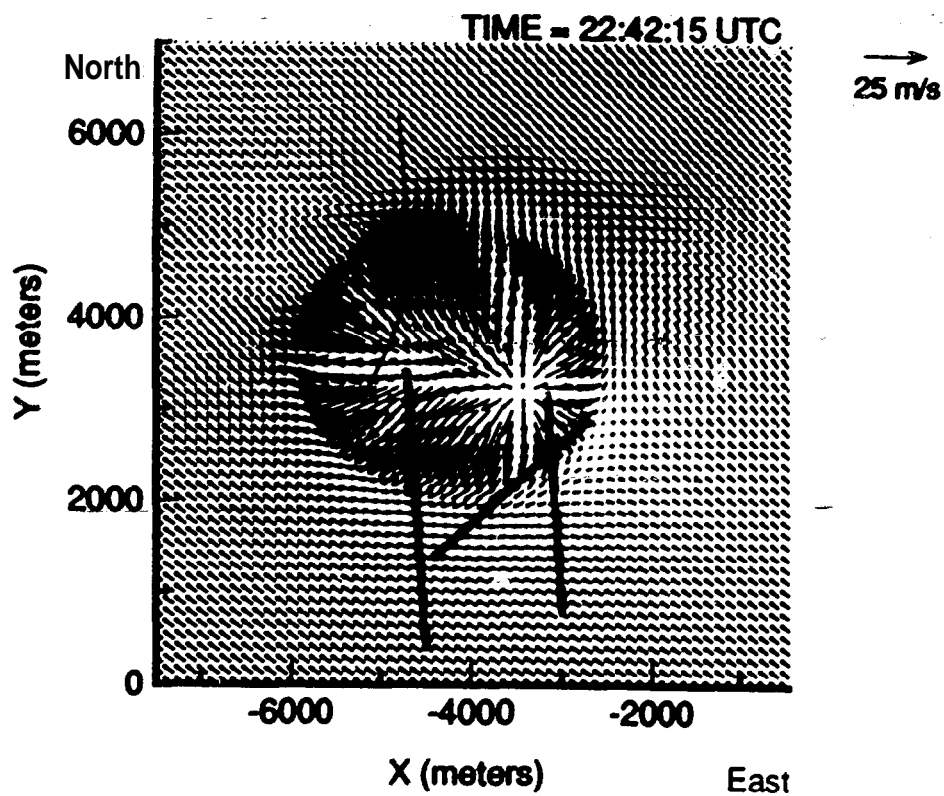 TIME = 22:42:15 UTC
North
25 m/s
6000
4000
2000
0
Y (meters)
-6000 -4000 -2000
X (meters)
East